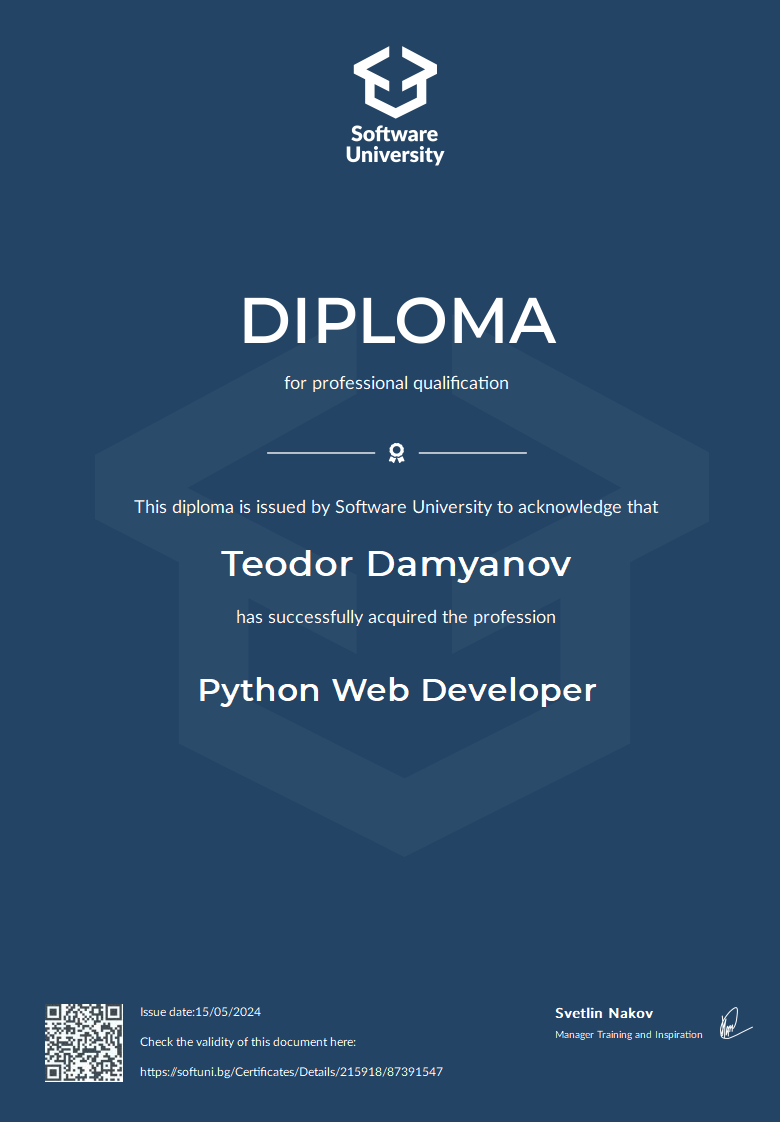 Software
University
DIPLOMA
for professional qualification
This diploma is issued by Software University to acknowledge that
Teodor Damyanov
has successfully acquired the profession
Python Web Developer
Issue date:15/05/2024
Check the validity of this document here:
https://softuni.bg/Certificates/Details/215918/87391547
Svetlin Nakov
Manager Training and Inspiration